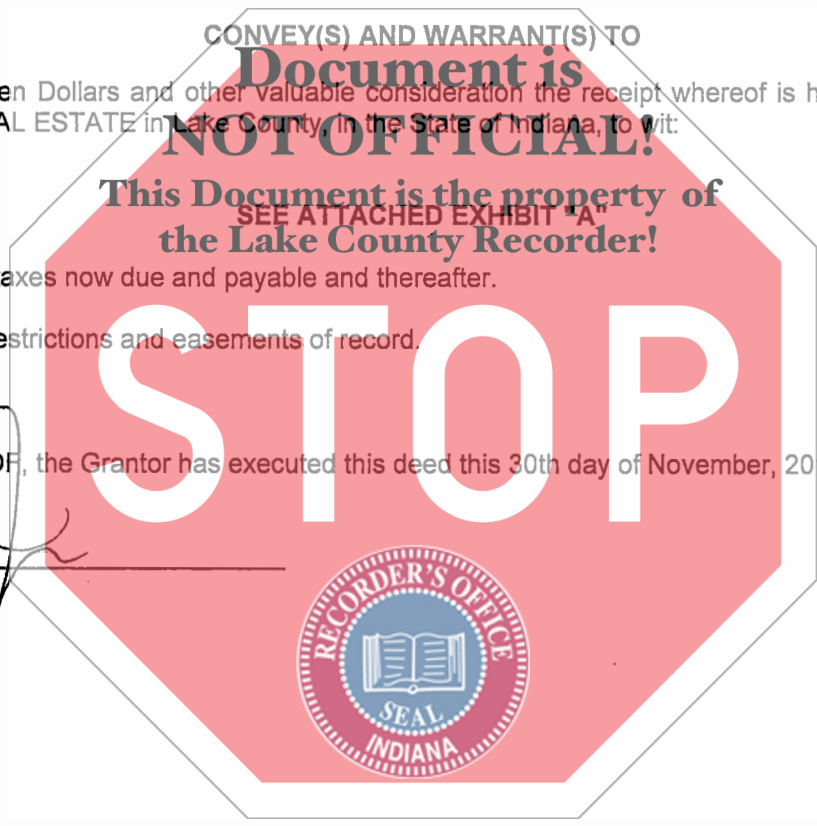 CONVEY(S) AND WARRANT(S) TO
Document is
en Dollars and other valuable consideration the receipt whereof is h
AL ESTATE in Lake County, in the State of Indiana, to wit:
NOT OFFICIAL!
This Document is the property of
SEE ATTACHED EXHIBIT "A"
the Lake County Recorder!
axes now due and payable and thereafter.
estrictions and easements of record.
STOP
OF, the Grantor has executed this deed this 30th day of November, 20
RECORDER'S OFFICE
SEAL
INDIANA